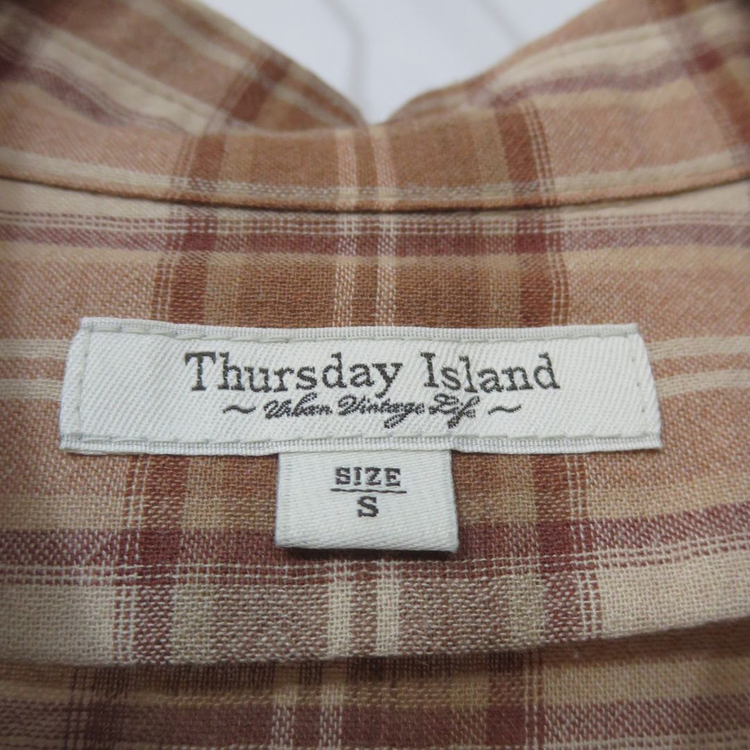 Thursday Island
~ Urban Vintage Life ~
SIZE
S